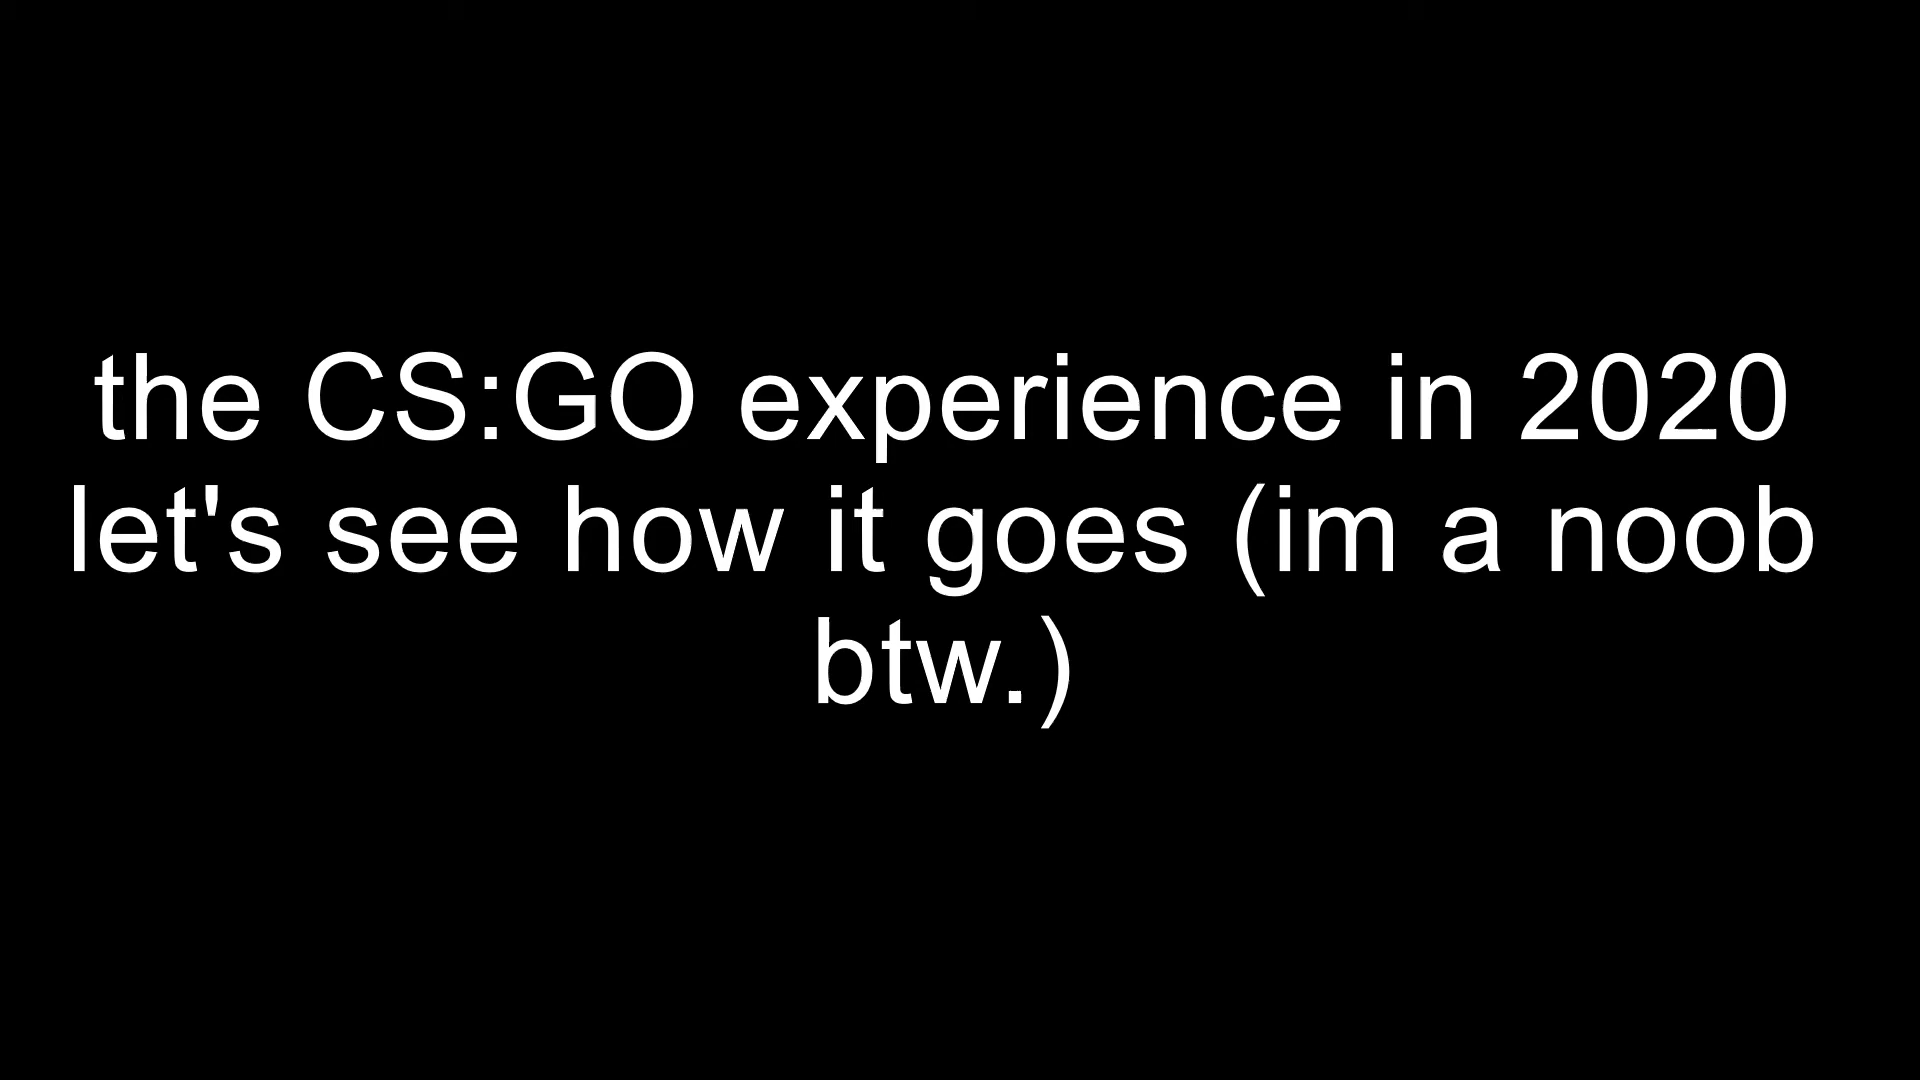 the CS:GO experience in 2020
let's see how it goes (im a noob
btw.)